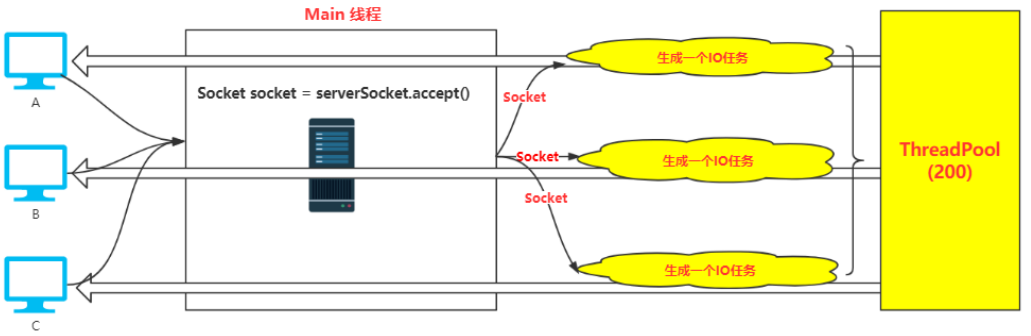 Main 线程
Socket socket = serverSocket.accept()
A
B
C
Socket
Socket
Socket
生成一个IO任务
生成一个IO任务
生成一个IO任务
ThreadPool
(200)